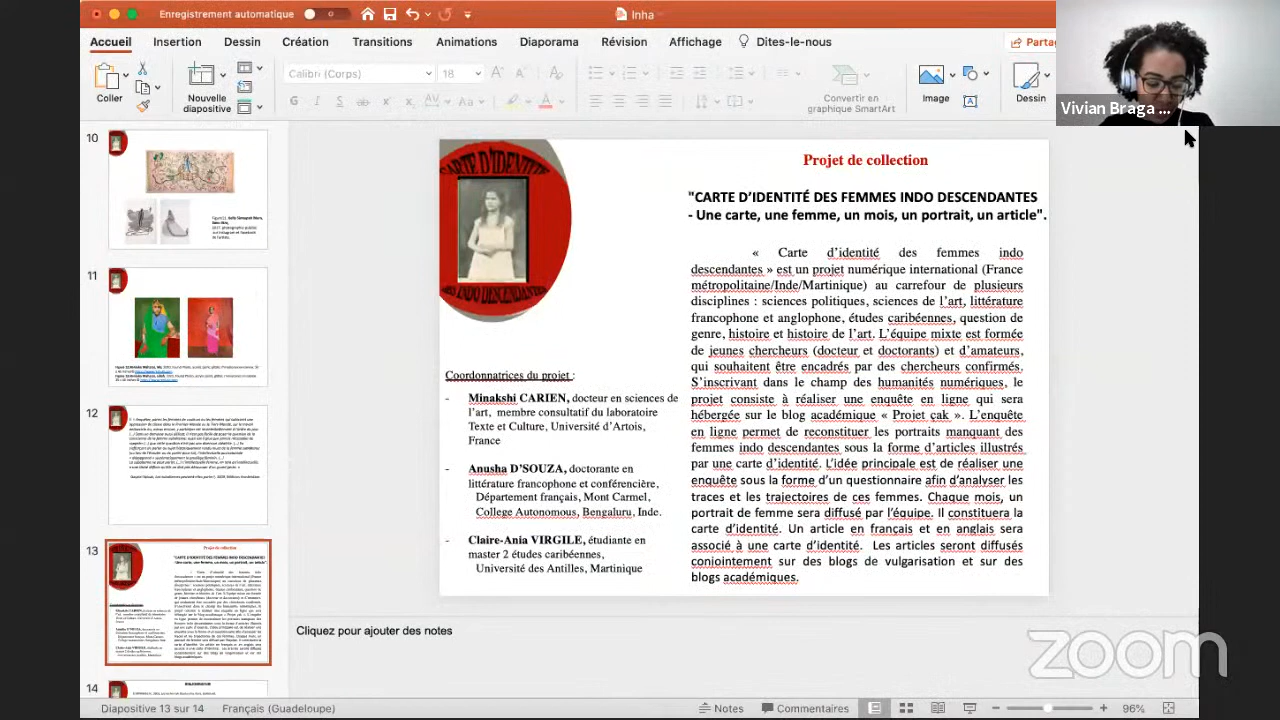 Enregistrement automatique
Inha
Accueil Insertion Dessin Création Transitions Animations Diaporama Révision Affichage Dites-le-nous
Partag
Coller
Nouvelle diapositive
Calibri (Corps) 18
Convertir en graphique SmartArt
Image
Dessin
Vivian Braga ...
10
11
12
13
14
CARTE D'IDENTITE
DES INDO DESCENDANTES
Projet de collection
"CARTE D'IDENTITÉ DES FEMMES INDO DESCENDANTES
- Une carte, une femme, un mois, un portrait, un article".
« Carte d'identité des femmes indo
descendantes » est un projet numérique international (France
métropolitaine/Inde/Martinique) au carrefour de plusieurs
disciplines : sciences politiques, sciences de l'art, littérature
francophone et anglophone, études caribéennes, question de
genre, histoire et histoire de l'art. L'équipe mixte est formée
de jeunes chercheurs (docteur et doctorants) et d'amateurs,
qui soutiennent ou enrichis par des chercheurs confirmés.
S'inscrivant dans le champ des humanités numériques, le
projet consiste à réaliser une enquête en ligne qui sera
hébergée sur le blog académique « Projet cak ». L'enquête
en ligne permet de reconstituer les portraits manquant des
femmes indo descendantes sous la forme d'articles illustrés
par une carte d'identité. L'idée principale est de réaliser une
enquête sous la forme d'un questionnaire afin d'analyser les
traces et les trajectoires de ces femmes. Chaque mois, un
portrait de femme sera diffusé par l'équipe. Il constituera la
carte d'identité. Un article en français et en anglais sera
associé à une carte d'identité. Les articles seront diffusés
conjointement sur des blogs de vulgarisation et sur des
blogs académiques.
Coordonnatrices du projet
- Minakshi CARIEN, docteur en sciences de
l'art, membre consultatif du laboratoire
Texte et Culture, Université d'Artois,
France
- Anusha D'SOUZA, doctorante en
littérature francophone et conférencière,
Département français, Mont Carmel,
College Autonomous, Bengaluru, Inde.
- Claire-Ania VIRGILE, étudiante en
master 2 études caribéennes,
Université des Antilles, Martinique
Cliquez pour ajouter des notes
zoom
Diapositive 13 sur 14 Français (Guadeloupe) Notes Commentaires 96%